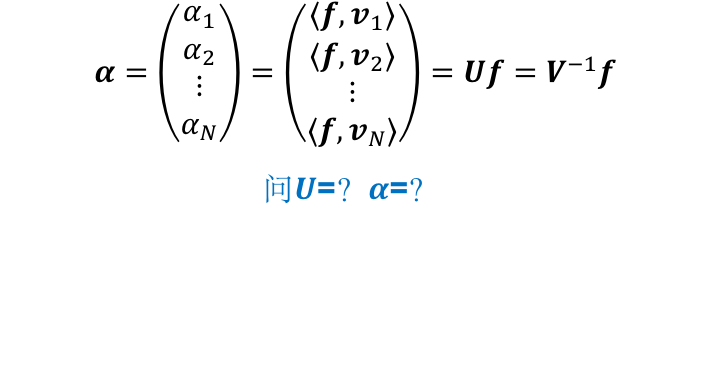 α = (α₁ α₂ ⋮ α_N) = (⟨f, v₁⟩ ⟨f, v₂⟩ ⋮ ⟨f, v_N⟩) = Uf = V⁻¹f
问U=? α=?